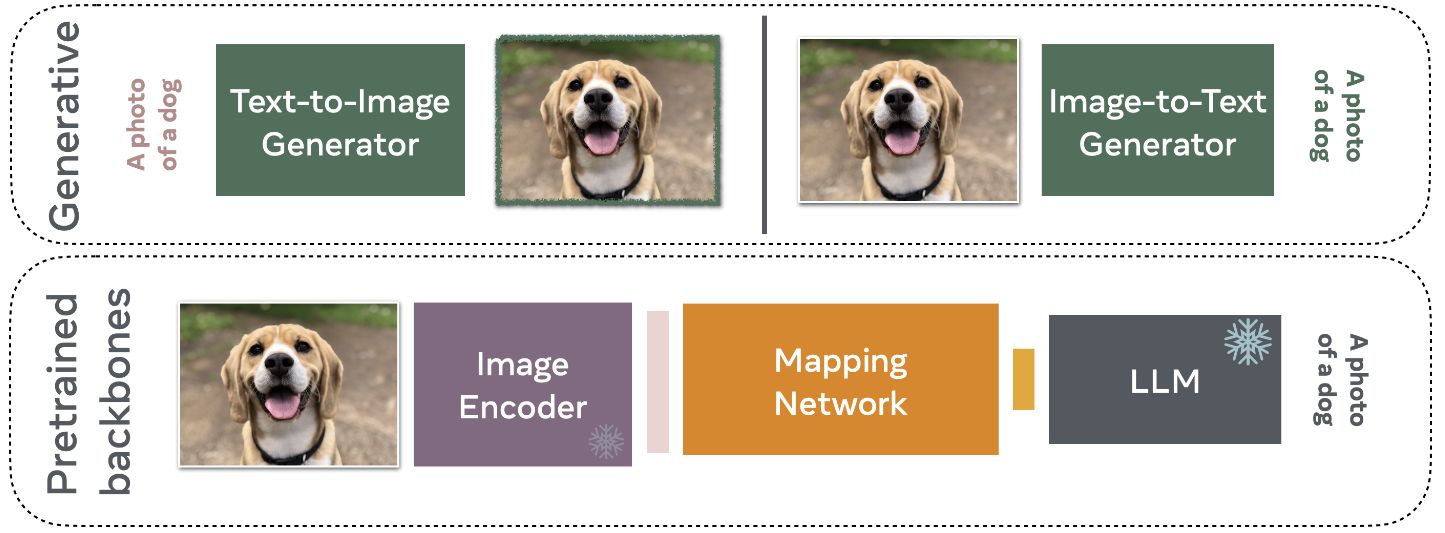 Generative
A photo
of a dog
Text-to-Image
Generator
Image-to-Text
Generator
A photo
of a dog
Pretrained
backbones
Image
Encoder
Mapping
Network
LLM
A photo
of a dog